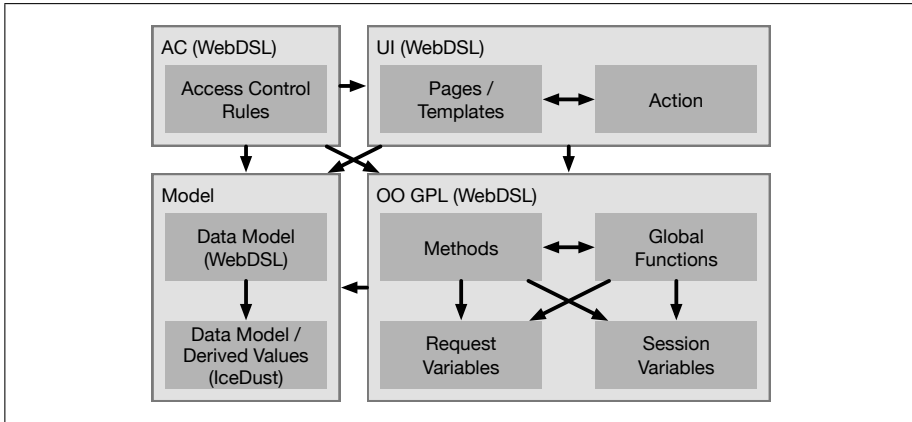 AC (WebDSL)
Access Control
Rules
UI (WebDSL)
Pages /
Templates
Action
Model
Data Model
(WebDSL)
Data Model /
Derived Values
(IceDust)
OO GPL (WebDSL)
Methods
Global
Functions
Request
Variables
Session
Variables